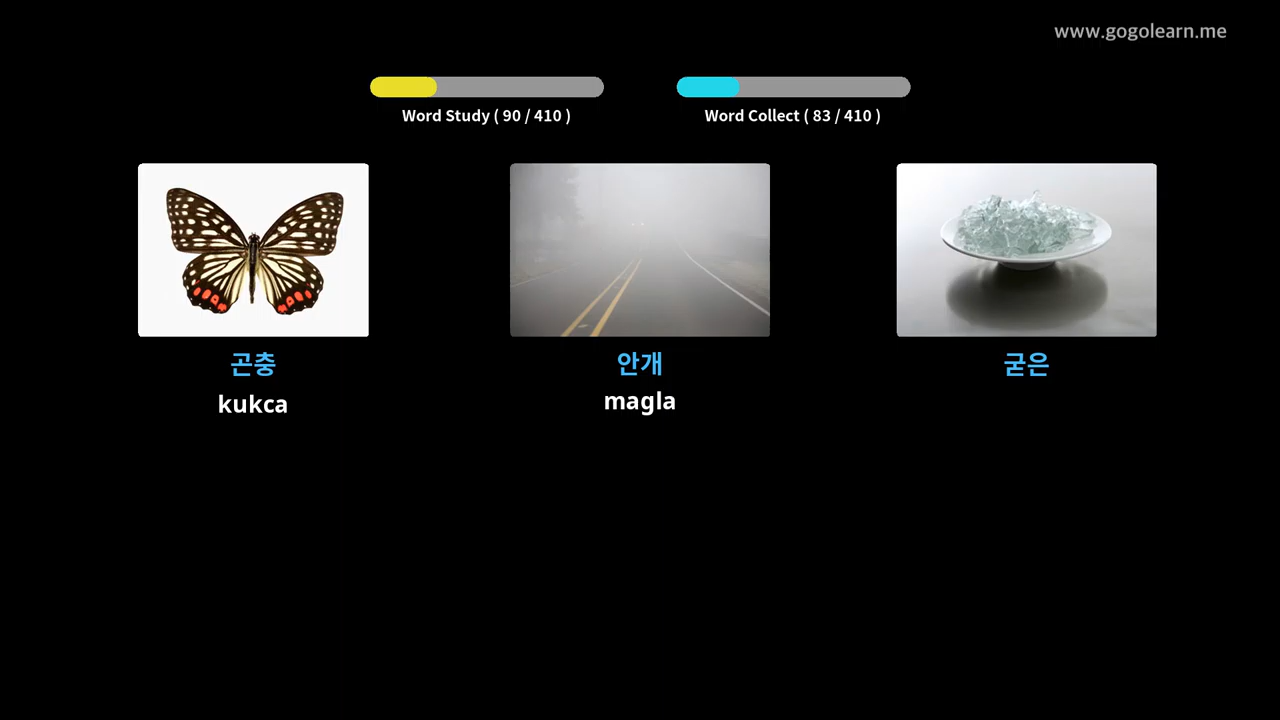 www.gogolearn.me
Word Study ( 90 / 410 )
Word Collect ( 83 / 410 )
곤충
안개
굳은
kukca
magla